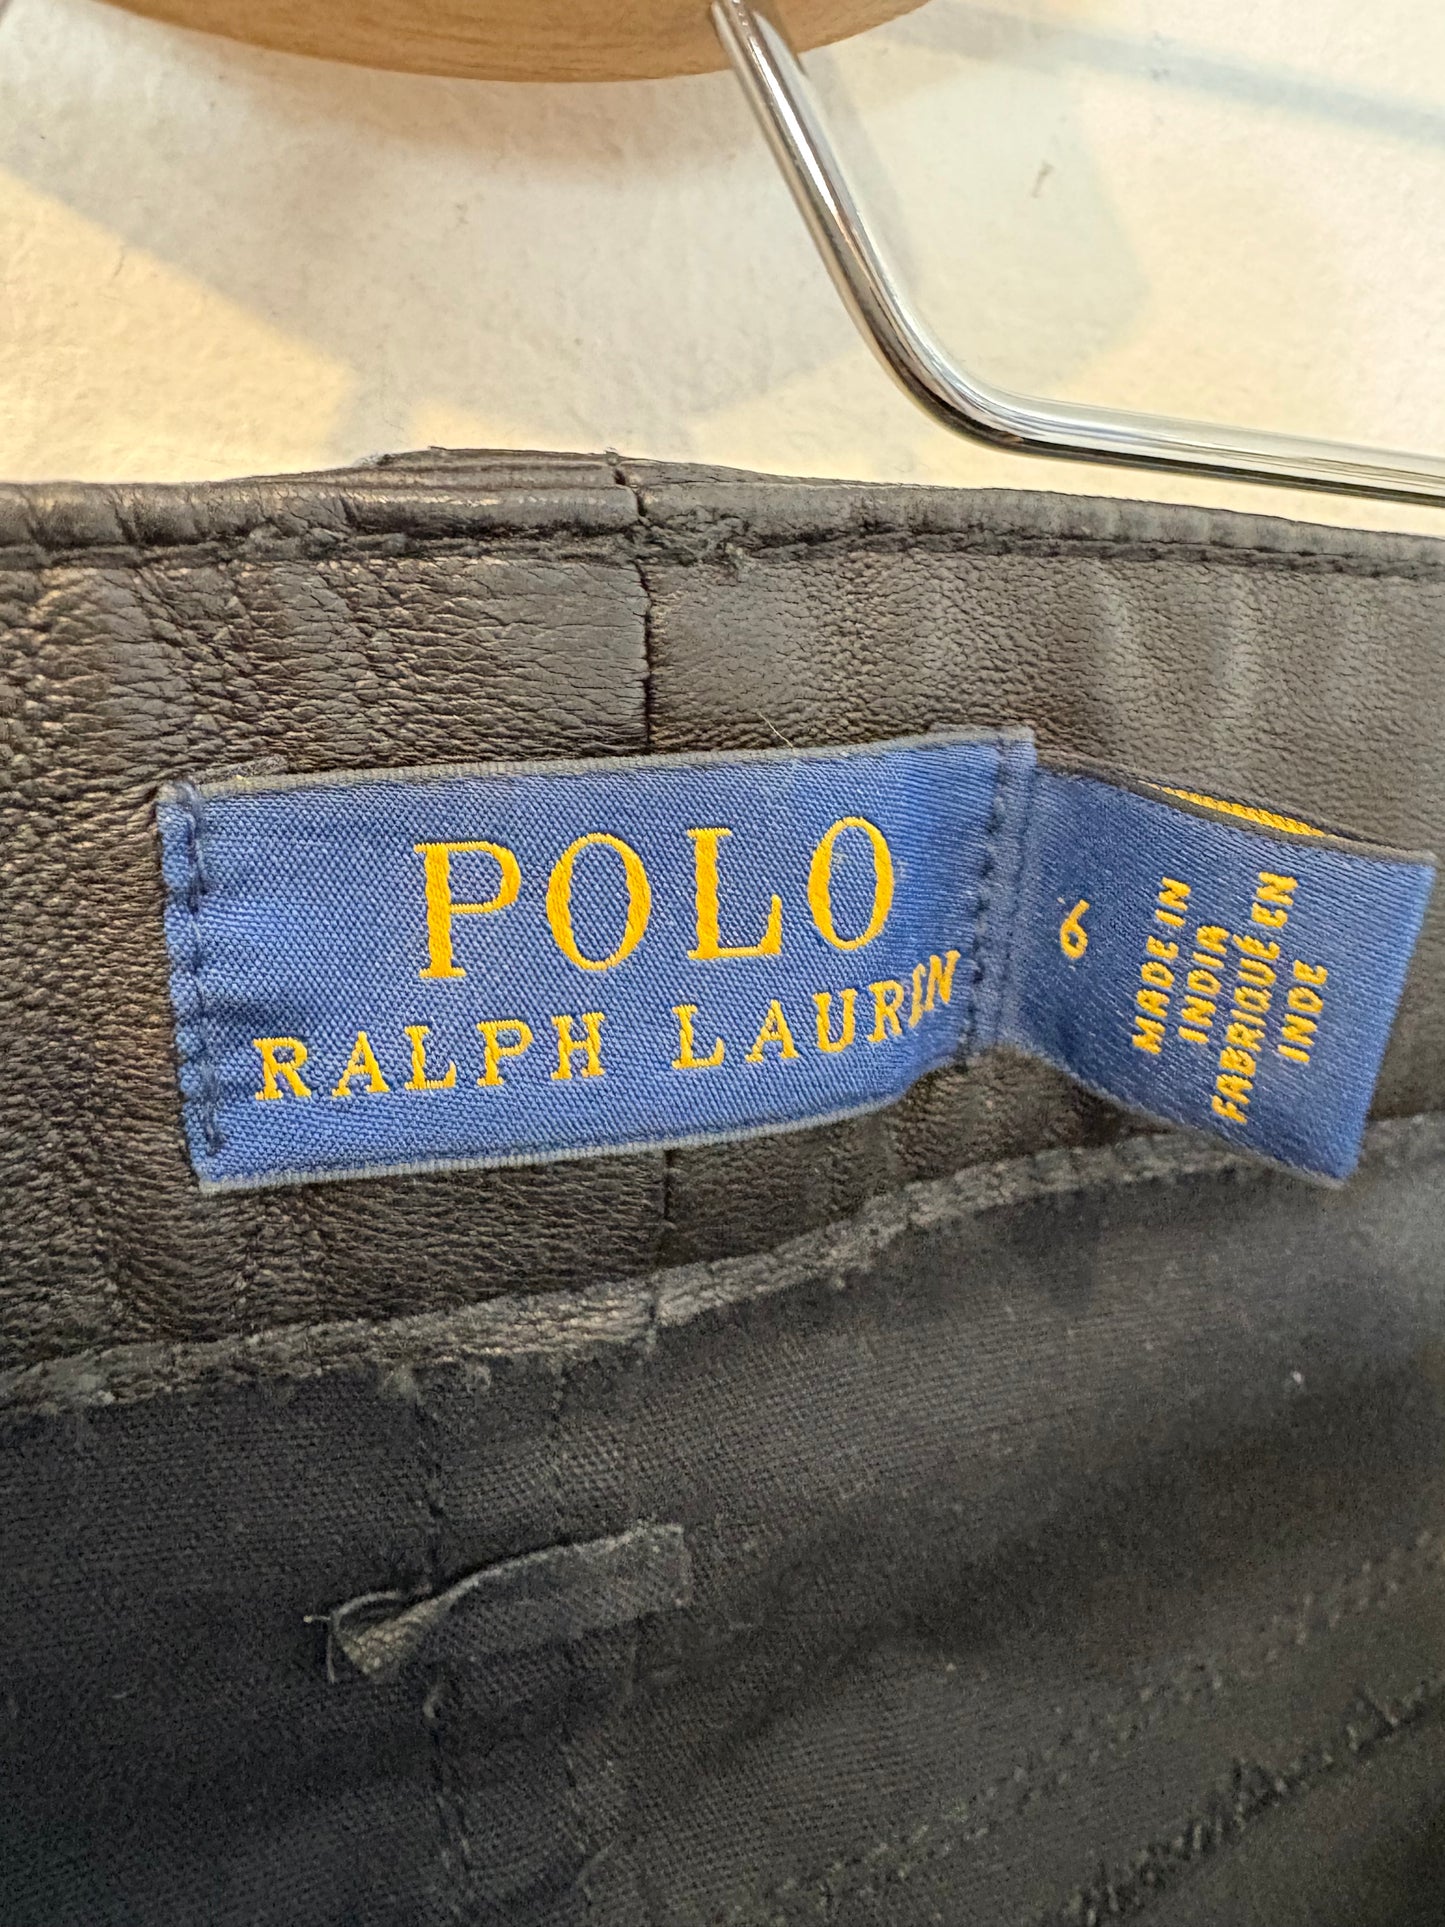 POLO
RALPH LAUREN
6
MADE IN
INDIA
FABRIQUÉ EN
INDE